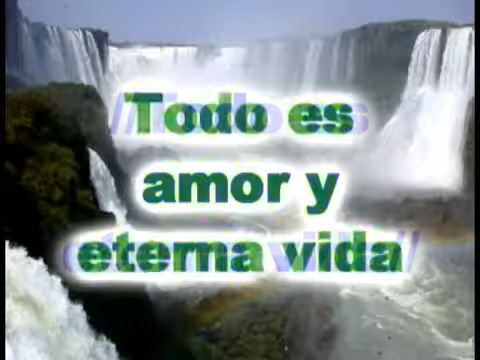 Todo es
amor y
eterna vida